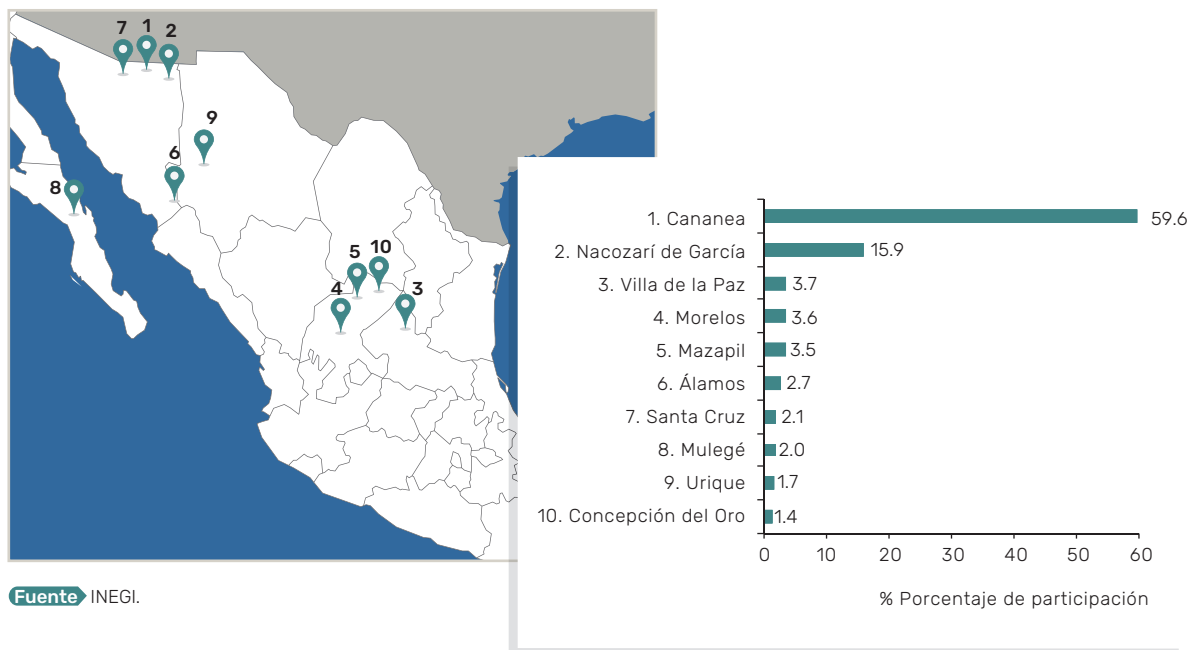 7 1 2
9
6
8
5 10
4 3
1. Cananea 59.6
2. Nacozarí de García 15.9
3. Villa de la Paz 3.7
4. Morelos 3.6
5. Mazapil 3.5
6. Álamos 2.7
7. Santa Cruz 2.1
8. Mulegé 2.0
9. Urique 1.7
10. Concepción del Oro 1.4
0 10 20 30 40 50 60
% Porcentaje de participación
Fuente INEGI.